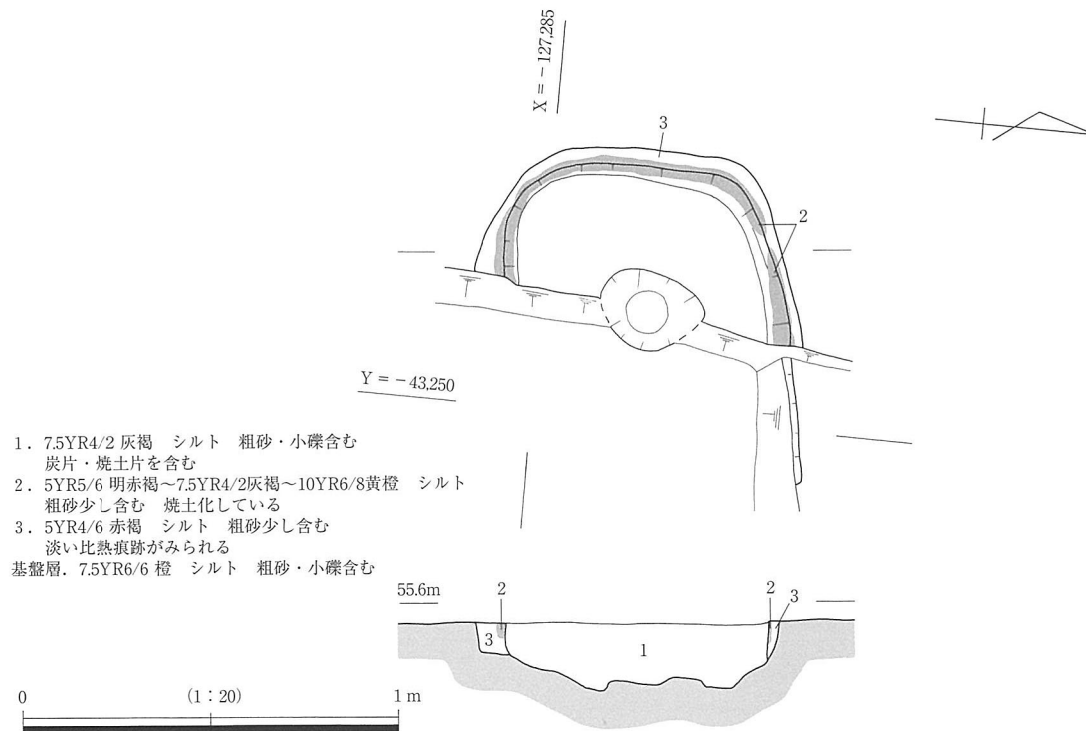 X = －127,285
3
2
Y = －43,250
1．7.5YR4/2 灰褐　シルト　粗砂・小礫含む
炭片・焼土片を含む
2．5YR5/6 明赤褐～7.5YR4/2灰褐～10YR6/8黄橙　シルト
粗砂少し含む　焼土化している
3．5YR4/6 赤褐　シルト　粗砂少し含む
淡い比熱痕跡がみられる
基盤層．7.5YR6/6 橙　シルト　粗砂・小礫含む
55.6m
2
2
3
3
1
0
(1：20)
1 m